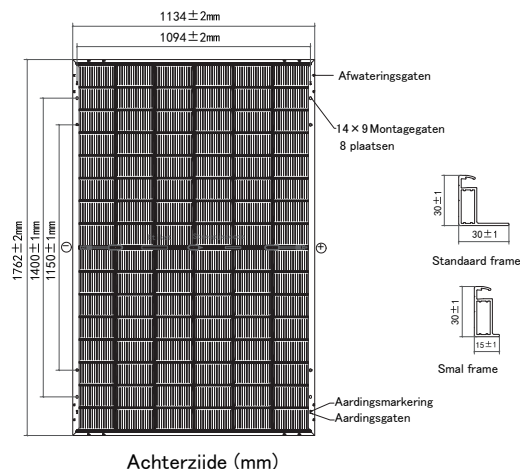 1134±2mm
1094±2mm
Afwateringsgaten
14×9 Montagegaten
8 plaatsen
1762±2mm
1400±1mm
1150±1mm
30±1
30±1
Standaard frame
30±1
15±1
Smal frame
Aardingsmarkering
Aardingsgaten
Achterzijde (mm)